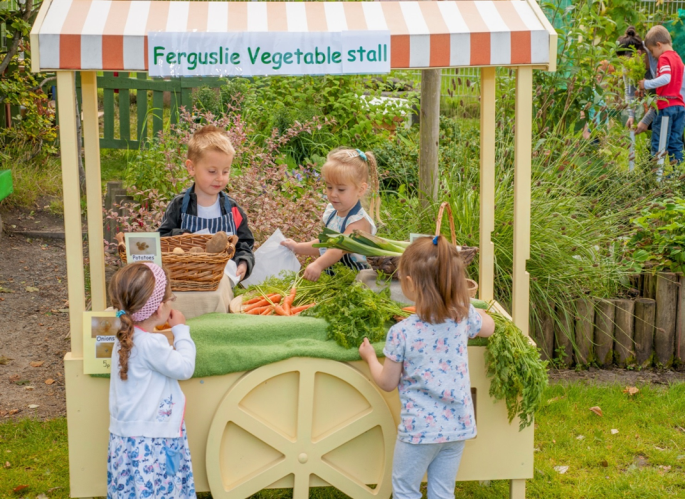 Ferguslie Vegetable stall
Potatoes
Onions